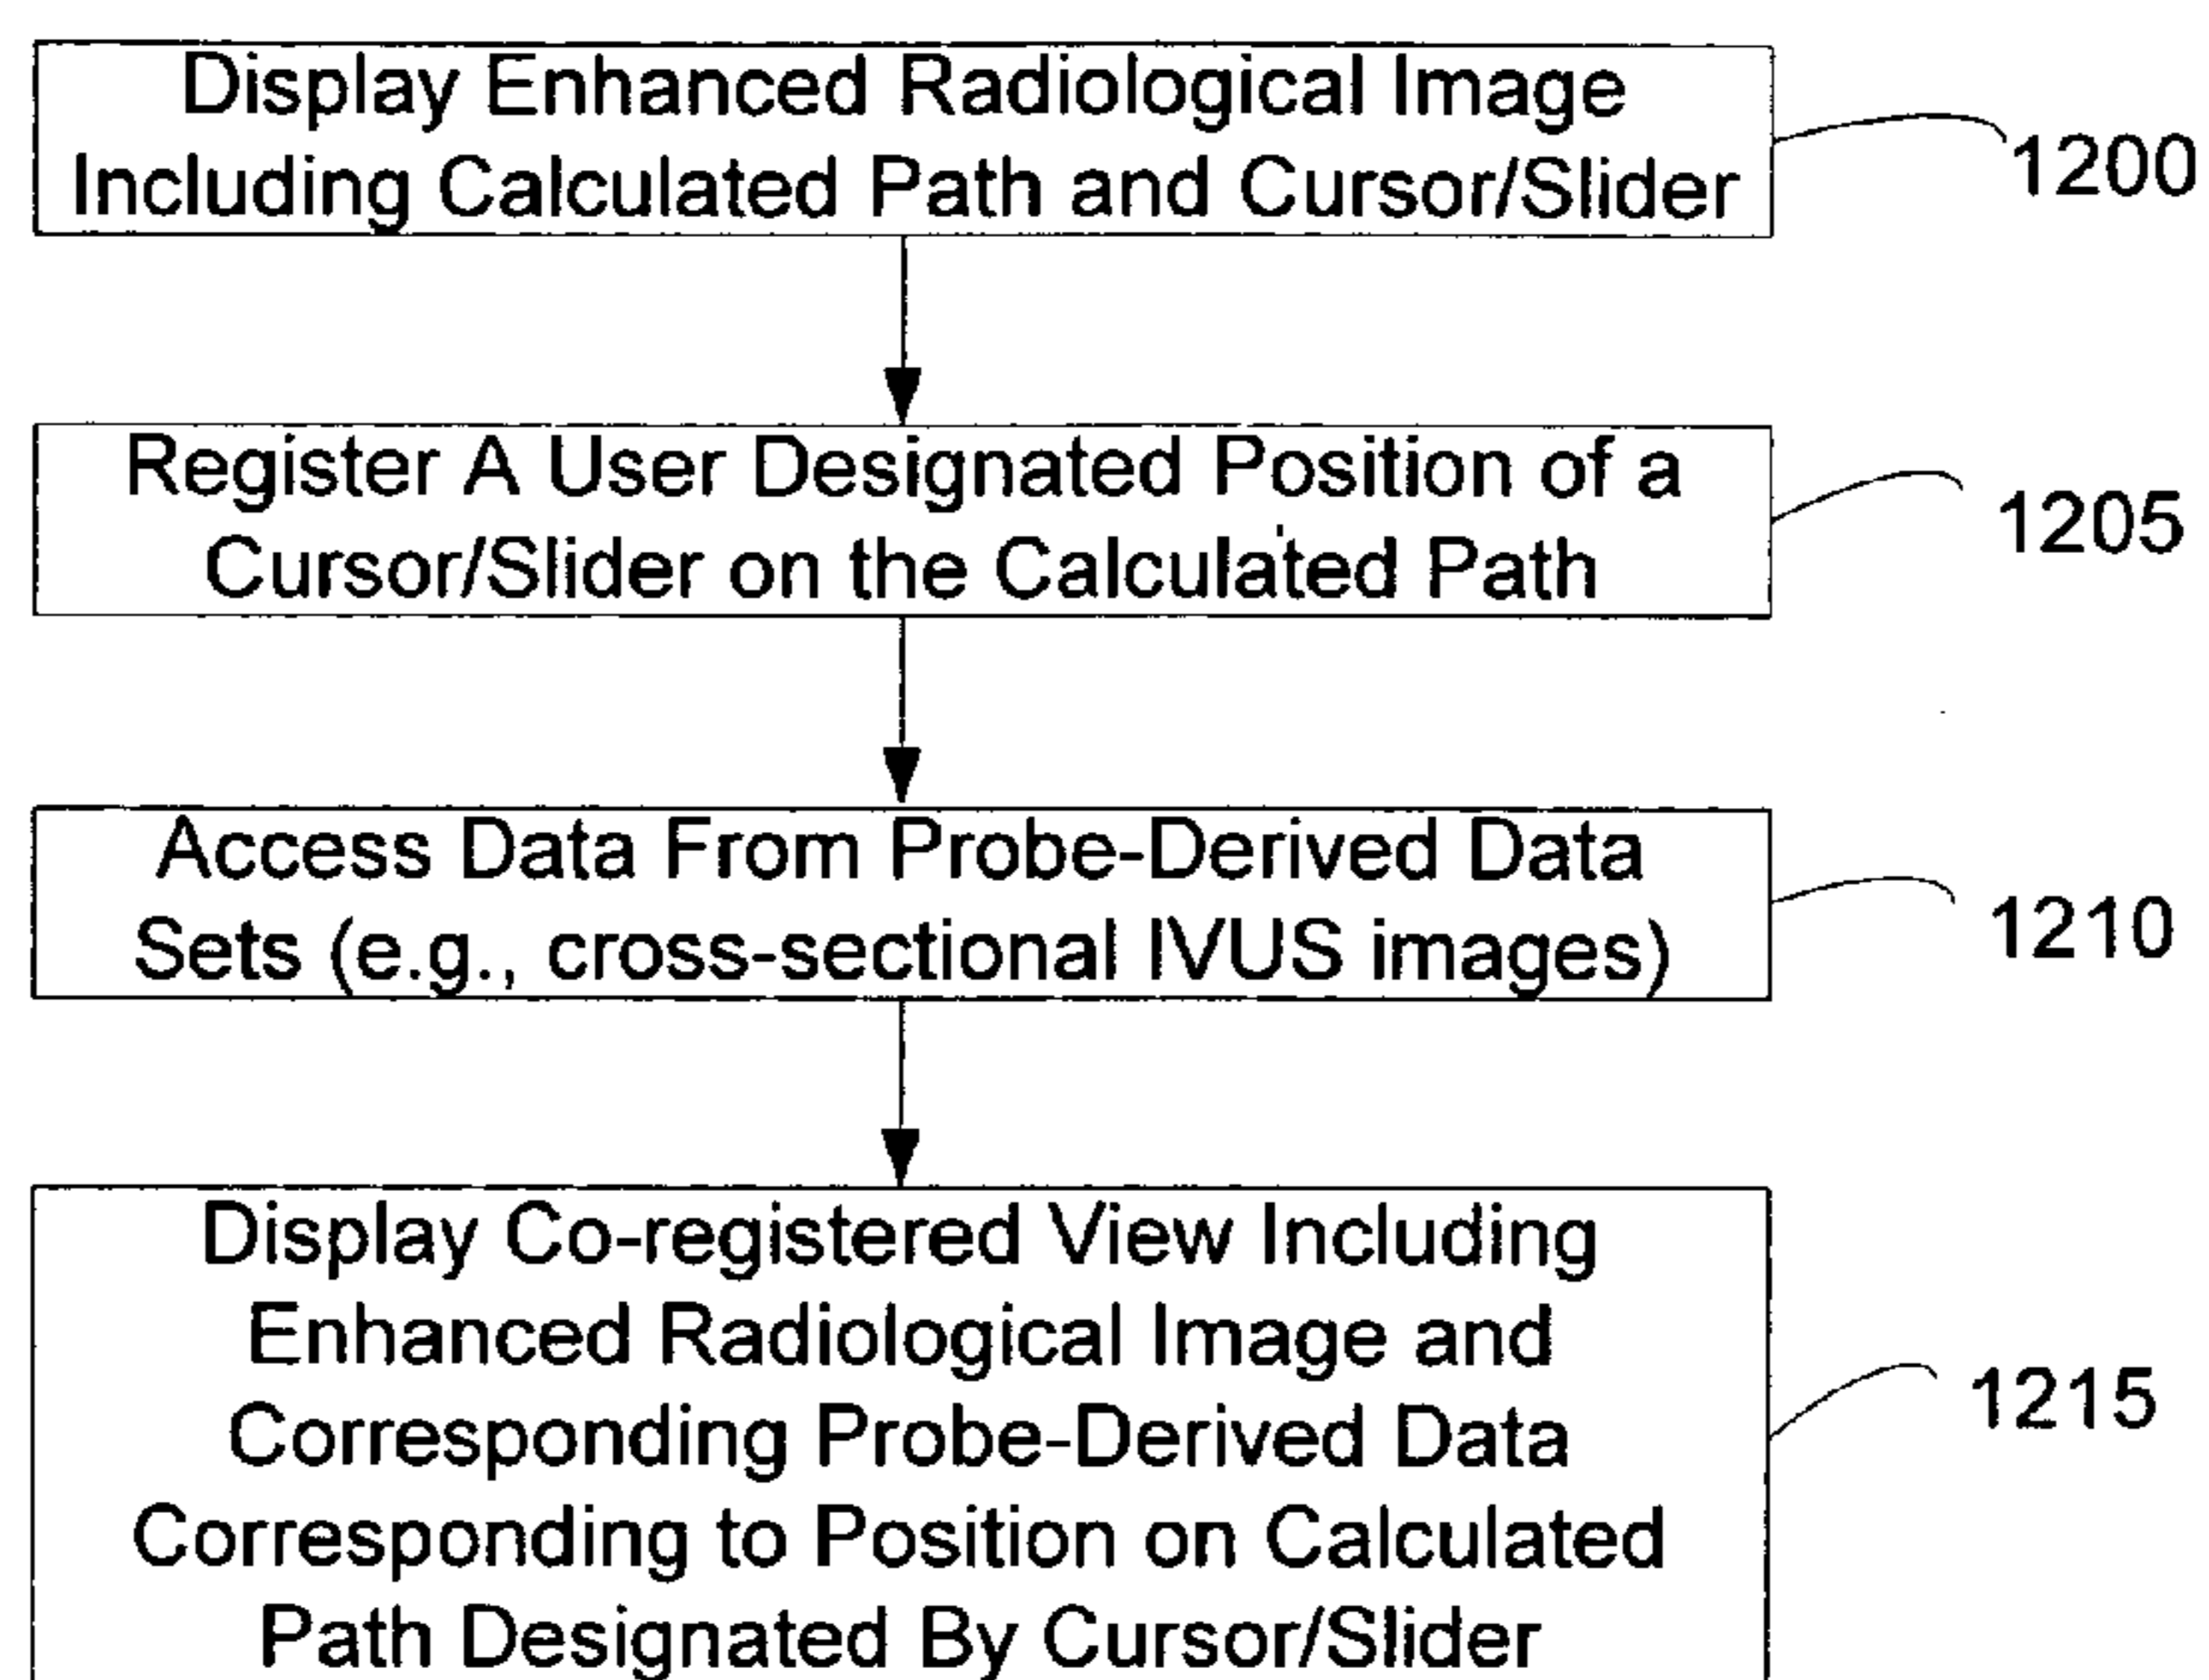 Display Enhanced Radiological Image
Including Calculated Path and Cursor/Slider
1200
Register A User Designated Position of a
Cursor/Slider on the Calculated Path
1205
Access Data From Probe-Derived Data
Sets (e.g., cross-sectional IVUS images)
1210
Display Co-registered View Including
Enhanced Radiological Image and
Corresponding Probe-Derived Data
Corresponding to Position on Calculated
Path Designated By Cursor/Slider
1215